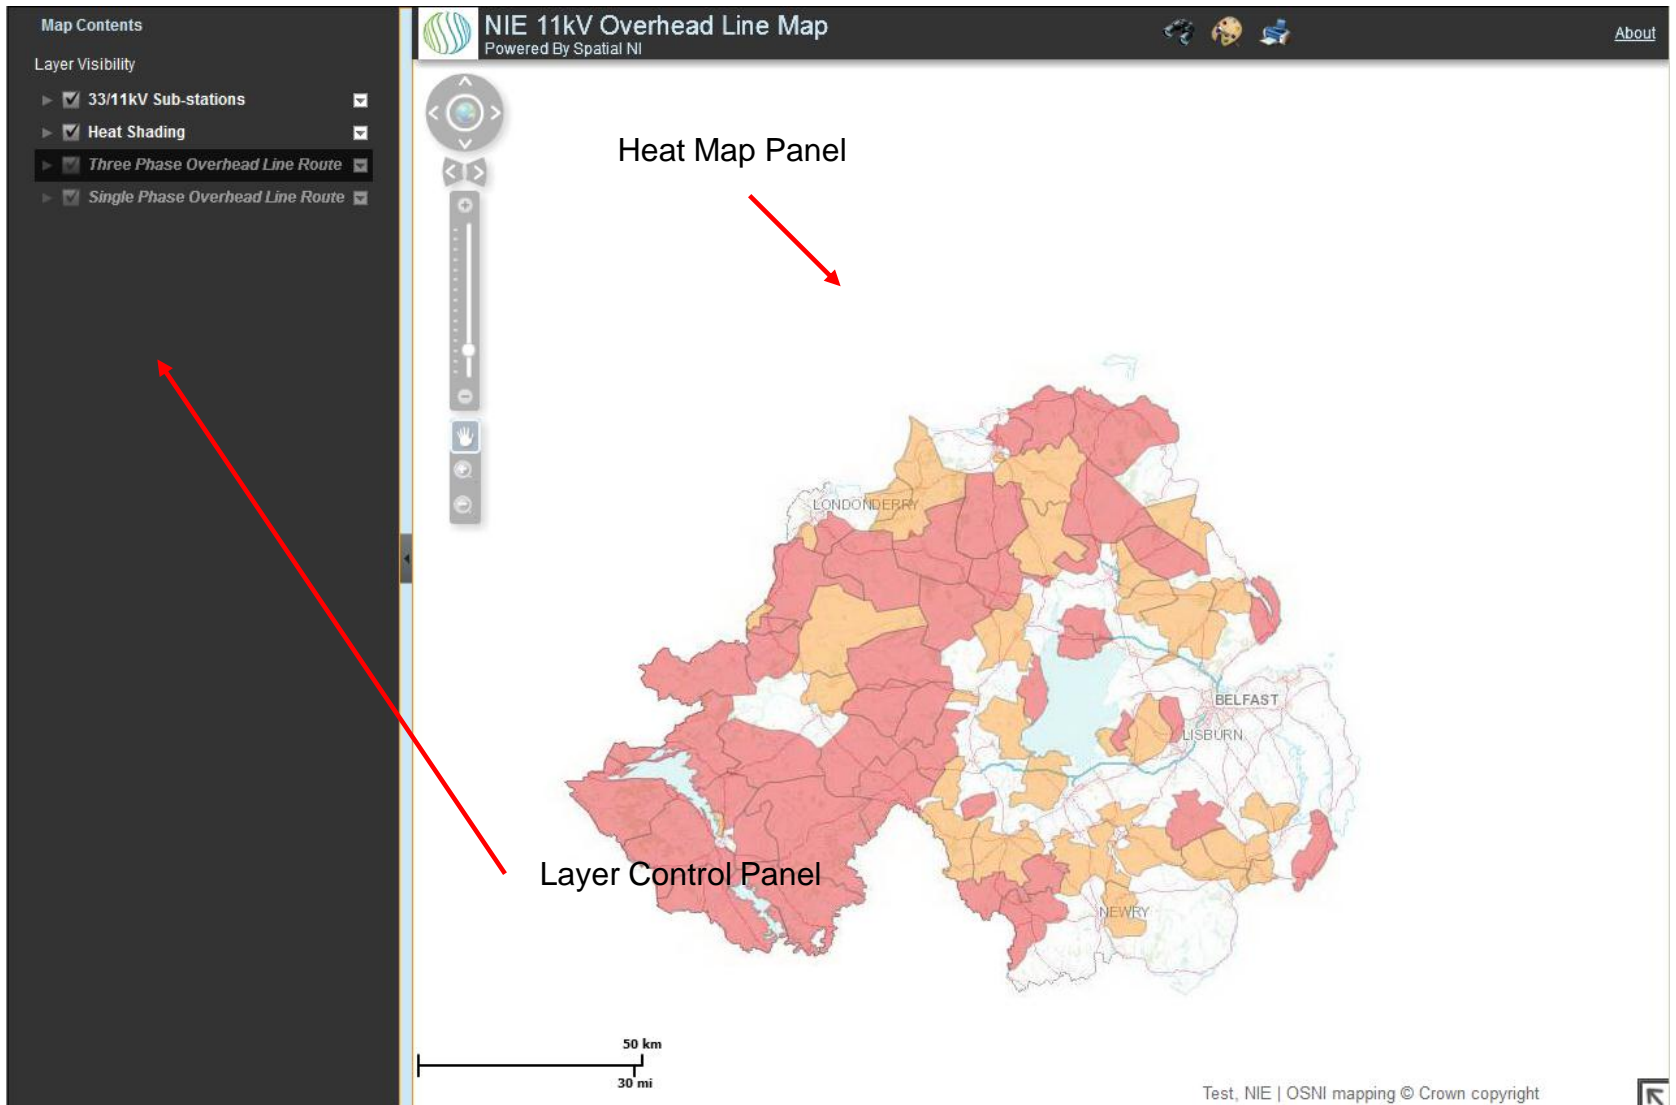 Map Contents
Layer Visibility
33/11kV Sub-stations
Heat Shading
Three Phase Overhead Line Route
Single Phase Overhead Line Route
NIE 11kV Overhead Line Map
Powered By Spatial NI
About
Heat Map Panel
LONDONDERRY
BELFAST
LISBURN
Layer Control Panel
NEWRY
50 km
30 mi
Test, NIE | OSNI mapping © Crown copyright